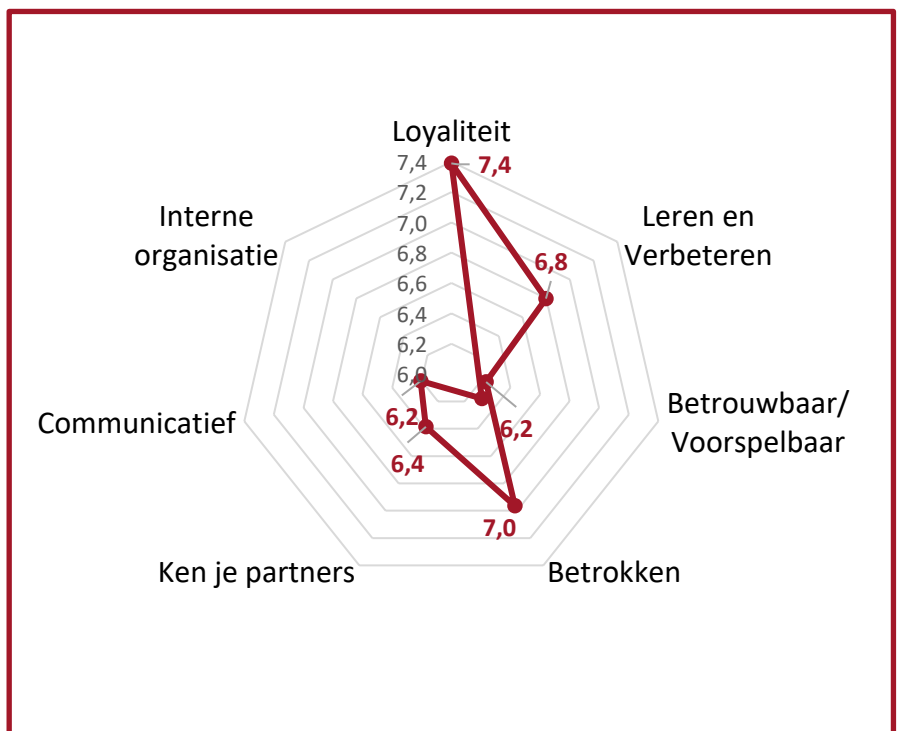 Loyaliteit
7,4
7,4
7,2
7,0
6,8
6,6
6,4
6,2
6,0
Interne
organisatie
Leren en
Verbeteren
6,8
Betrouwbaar/
Voorspelbaar
6,2
Communicatief
6,2
6,4
7,0
Ken je partners
Betrokken